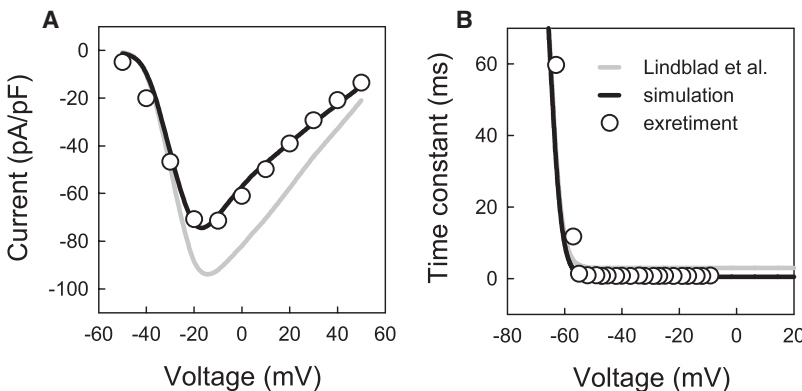 A
B
0
-20
-40
-60
-80
-100
Current (pA/pF)
-60 -40 -20 0 20 40 60
Voltage (mV)
60
40
20
0
Time constant (ms)
Lindblad et al.
simulation
exretiment
-80 -60 -40 -20 0 20
Voltage (mV)